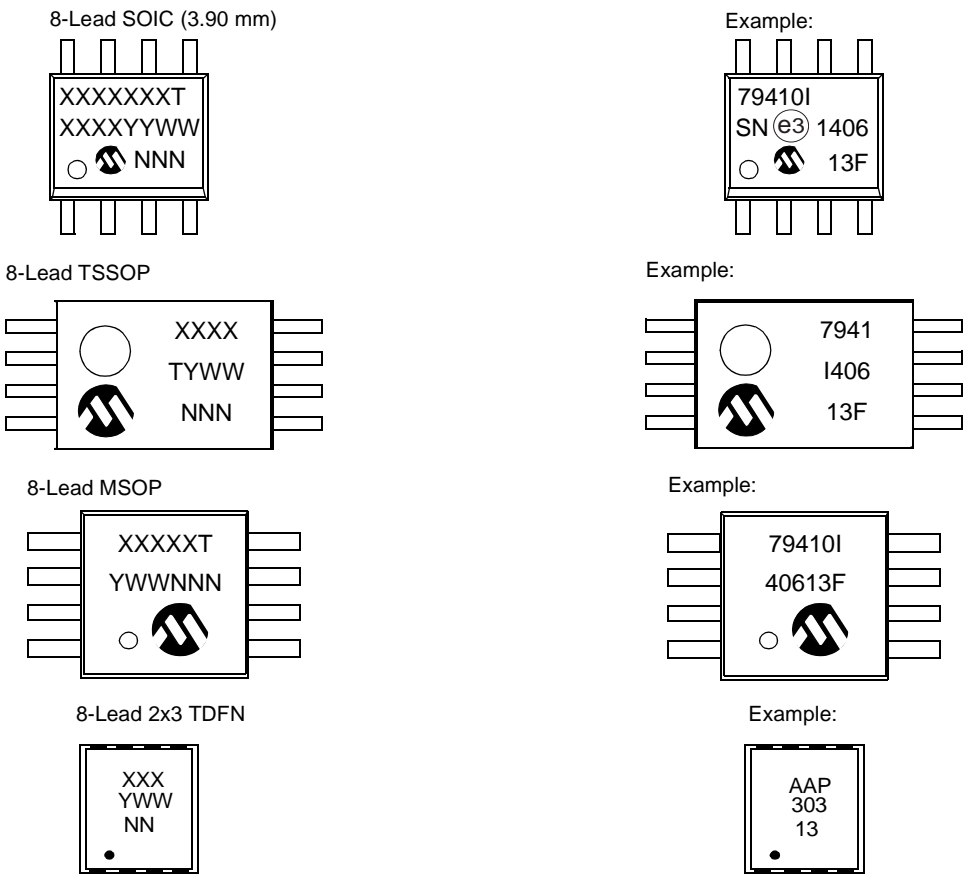 8-Lead SOIC (3.90 mm)
XXXXXXXT
XXXXYYWW
NNN
Example:
79410I
SN e3 1406
13F
8-Lead TSSOP
XXXX
TYWW
NNN
Example:
7941
I406
13F
8-Lead MSOP
XXXXXT
YWWNNN
Example:
79410I
40613F
8-Lead 2x3 TDFN
XXX
YWW
NN
Example:
AAP
303
13